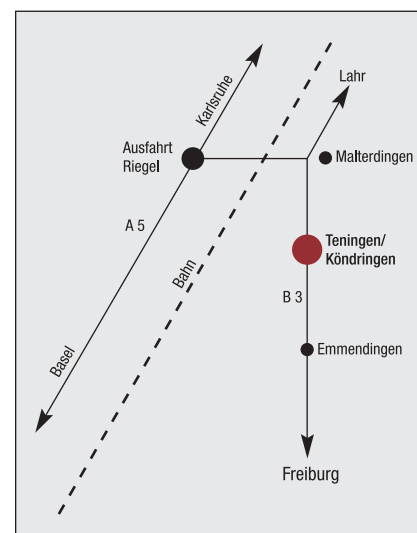 Karlsruhe
Lahr
Ausfahrt
Riegel
Malterdingen
A 5
Teningen/
Köndringen
Bahn
B 3
Basel
Emmendingen
Freiburg